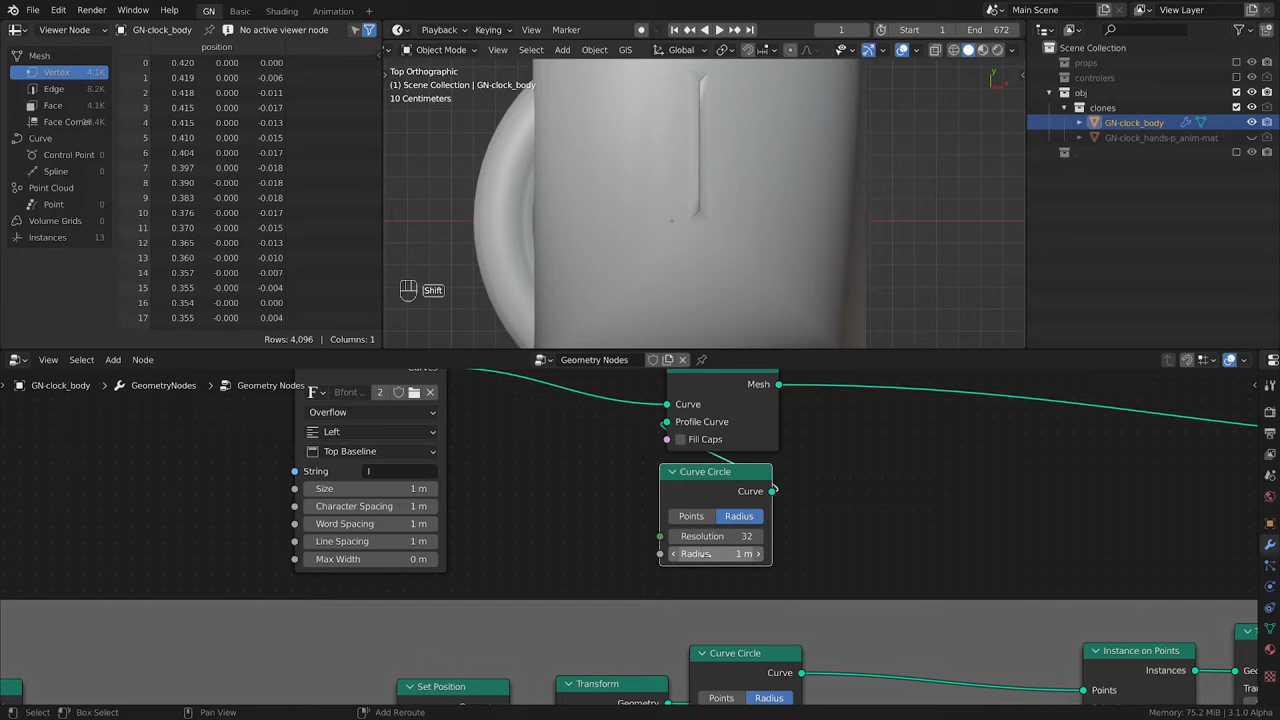 File Edit Render Window Help GN Basic Shading Animation Main Scene View Layer
Viewer Node GN-clock_body No active viewer node
Playback Keying View Marker 1 Start 1 End 672
Object Mode View Select Add Object GIS Global
position
Mesh
Vertex 4.1K
Edge 8.2K
Face 4.1K
Face Corner
Curve
Control Point 0
Spline 0
Point Cloud
Point 0
Volume Grids 0
Instances 13
0 0.420 0.000 0.000
1 0.419 -0.000 -0.006
2 0.418 -0.000 -0.011
3 0.415 -0.000 -0.013
4 0.415 -0.000 -0.013
5 0.410 -0.000 -0.015
6 0.404 -0.000 -0.015
7 0.397 -0.000 -0.018
8 0.390 -0.000 -0.018
9 0.383 -0.000 -0.018
10 0.376 -0.000 -0.017
11 0.370 -0.000 -0.015
12 0.365 -0.000 -0.013
13 0.360 -0.000 -0.010
14 0.357 -0.000 -0.007
15 0.355 -0.000 -0.004
16 0.354 -0.000 0.000
17 0.355 -0.000 0.004
Rows: 4,096 | Columns: 1
Top Orthographic
(1) Scene Collection | GN-clock_body
10 Centimeters
Shift
y
x
Scene Collection
props
controlers
obj
clones
GN-clock_body
GN-clock_hands-p_anim-mat
View Select Add Node Geometry Nodes
GN-clock_body GeometryNodes Geometry Nodes
Curves
F Bfont ... 2
Overflow
Left
Top Baseline
String I
Size 1 m
Character Spacing 1 m
Word Spacing 1 m
Line Spacing 1 m
Max Width 0 m
Mesh
Curve
Profile Curve
Fill Caps
Curve Circle
Curve
Points Radius
Resolution 32
Radius 1 m
Curve Circle
Curve
Points Radius
Set Position
Transform
Geometry
Instance on Points
Instances
Points
Select Box Select Pan View Add Reroute Memory: 75.2 MiB | 3.1.0 Alpha